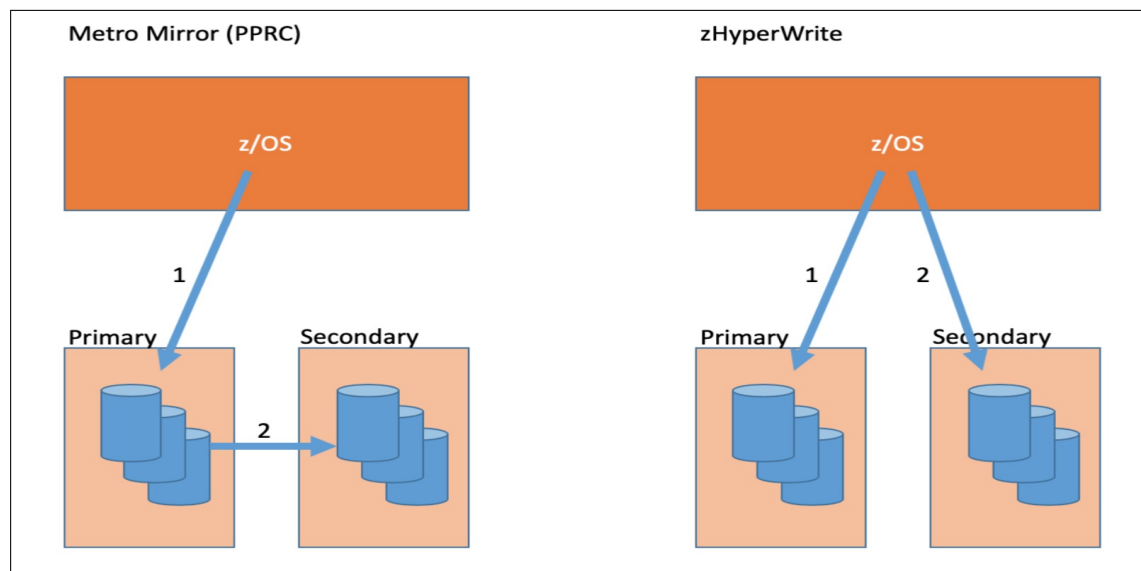 Metro Mirror (PPRC)
z/OS
1
Primary
Secondary
2
zHyperWrite
z/OS
1
2
Primary
Secondary